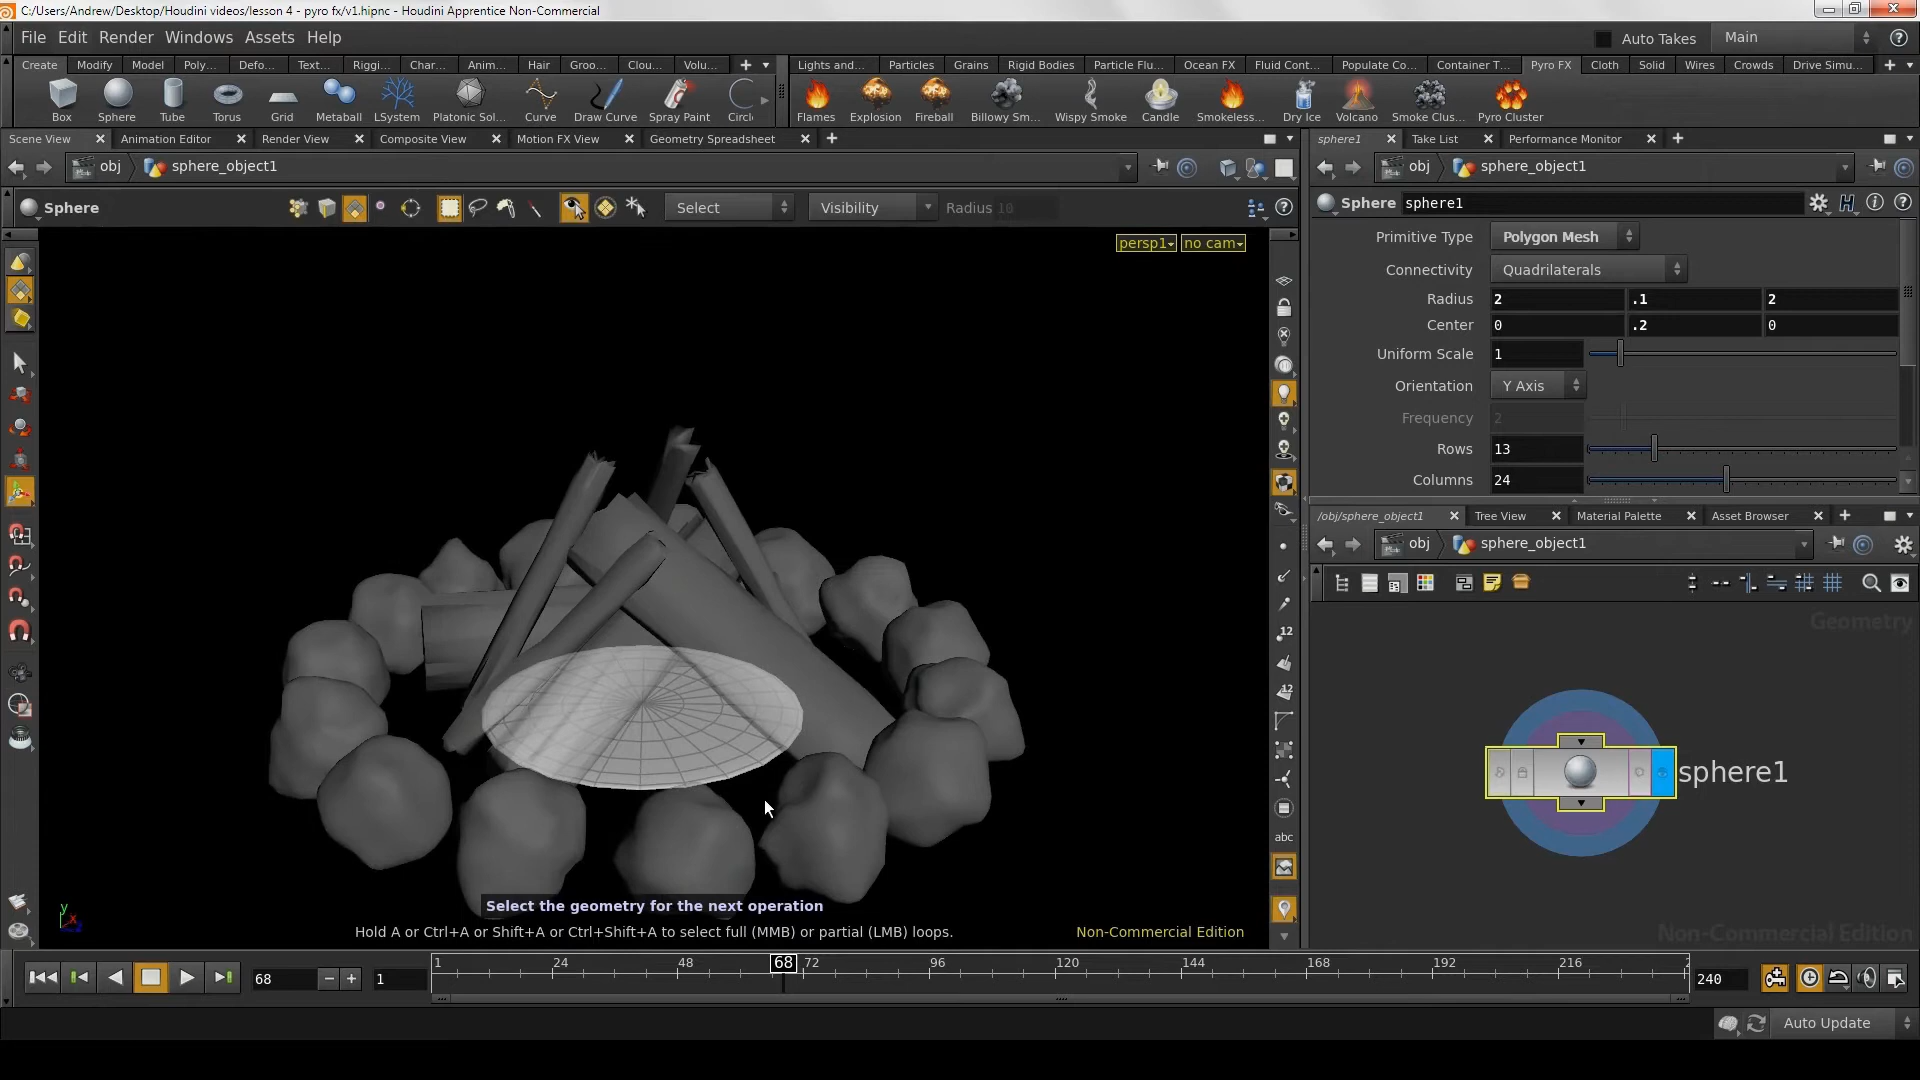 C:/Users/Andrew/Desktop/Houdini videos/lesson 4 - pyro fx/v1.hipnc - Houdini Apprentice Non-Commercial
File Edit Render Windows Assets Help
Auto Takes Main
Create Modify Model Poly... Defo... Text... Riggi... Char... Anim... Hair Groo... Clou... Volu...
Lights and... Particles Grains Rigid Bodies Particle Flu... Ocean FX Fluid Cont... Populate Co... Container T... Pyro FX Cloth Solid Wires Crowds Drive Simu...
Box Sphere Tube Torus Grid Metaball LSystem Platonic Sol... Curve Draw Curve Spray Paint Circl
Flames Explosion Fireball Billowy Sm... Wispy Smoke Candle Smokeless... Dry Ice Volcano Smoke Clus... Pyro Cluster
Scene View Animation Editor Render View Composite View Motion FX View Geometry Spreadsheet
obj sphere_object1
Sphere Select Visibility Radius 10
persp1 no cam
sphere1 Take List Performance Monitor
obj sphere_object1
Sphere sphere1
Primitive Type Polygon Mesh
Connectivity Quadrilaterals
Radius 2 .1 2
Center 0 .2 0
Uniform Scale 1
Orientation Y Axis
Frequency 2
Rows 13
Columns 24
/obj/sphere_object1 Tree View Material Palette Asset Browser
obj sphere_object1
Geometry
sphere1
Non-Commercial Edition
12
12
abc
y
x
z
Select the geometry for the next operation
Hold A or Ctrl+A or Shift+A or Ctrl+Shift+A to select full (MMB) or partial (LMB) loops.
Non-Commercial Edition
68 1
1 24 48 68 72 96 120 144 168 192 216 2
240
Auto Update